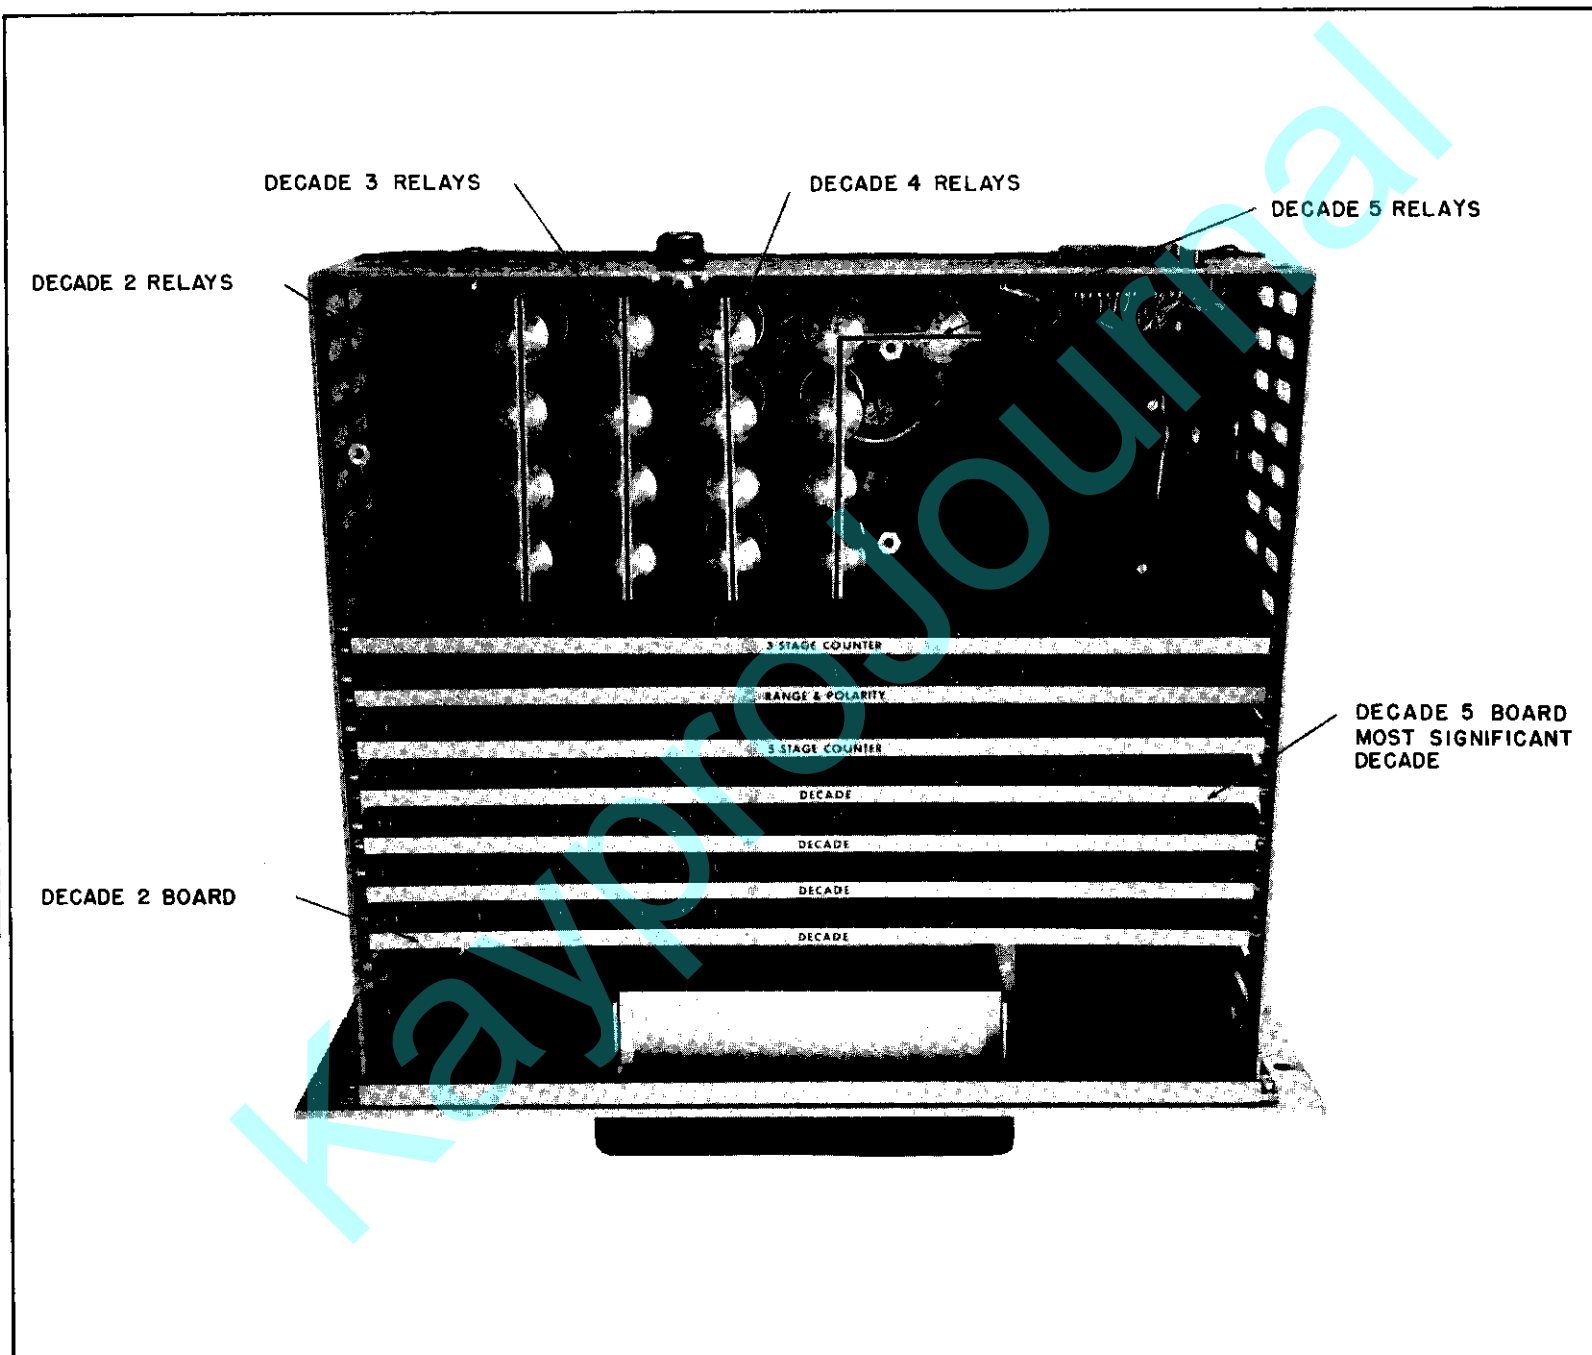 DECADE 3 RELAYS
DECADE 4 RELAYS
DECADE 5 RELAYS
DECADE 2 RELAYS
3 STAGE COUNTER
RANGE & POLARITY
3 STAGE COUNTER
DECADE 5 BOARD
MOST SIGNIFICANT
DECADE
DECADE
DECADE
DECADE
DECADE 2 BOARD
DECADE
KayproJournal